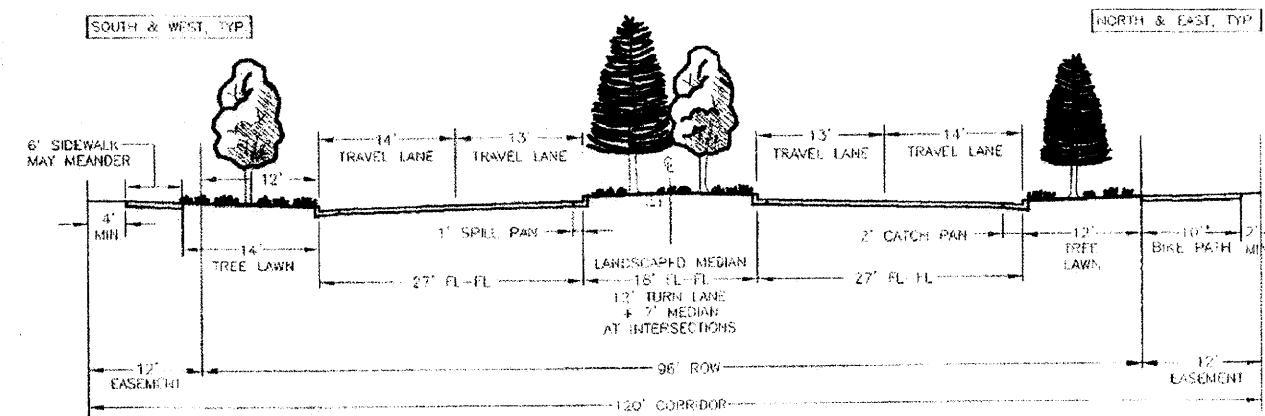 SOUTH & WEST, TYP.
NORTH & EAST, TYP.
6' SIDEWALK
MAY MEANDER
14'
TRAVEL LANE
13'
TRAVEL LANE
13'
TRAVEL LANE
14'
TRAVEL LANE
12'
℄
4'
MIN
14'
TREE LAWN
1' SPILL PAN
2' CATCH PAN
12'
TREE
LAWN
10'
BIKE PATH
2'
27' FL-FL
LANDSCAPED MEDIAN
18' FL-FL
12' TURN LANE
AT INTERSECTIONS
27' FL-FL
12'
EASEMENT
96' ROW
12'
EASEMENT
120' CORRIDOR